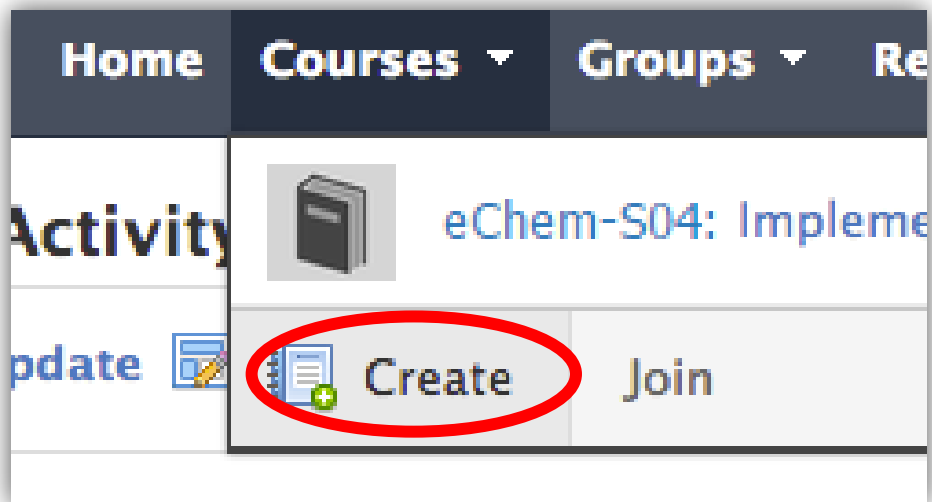 Home Courses Groups Re
Activity
eChem-S04: Impleme
pdate Create Join